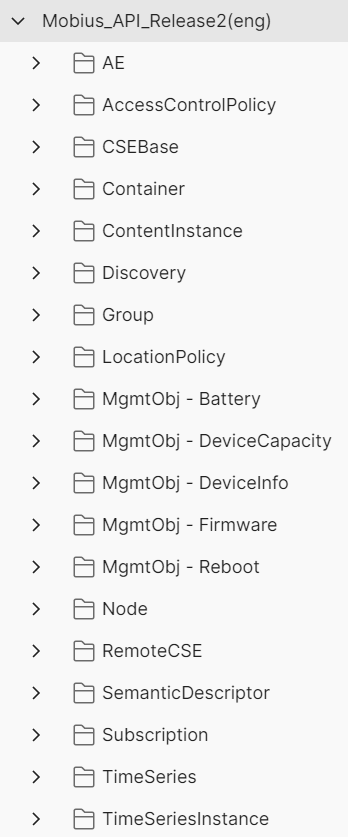 Mobius_API_Release2(eng)
AE
AccessControlPolicy
CSEBase
Container
ContentInstance
Discovery
Group
LocationPolicy
MgmtObj - Battery
MgmtObj - DeviceCapacity
MgmtObj - DeviceInfo
MgmtObj - Firmware
MgmtObj - Reboot
Node
RemoteCSE
SemanticDescriptor
Subscription
TimeSeries
TimeSeriesInstance